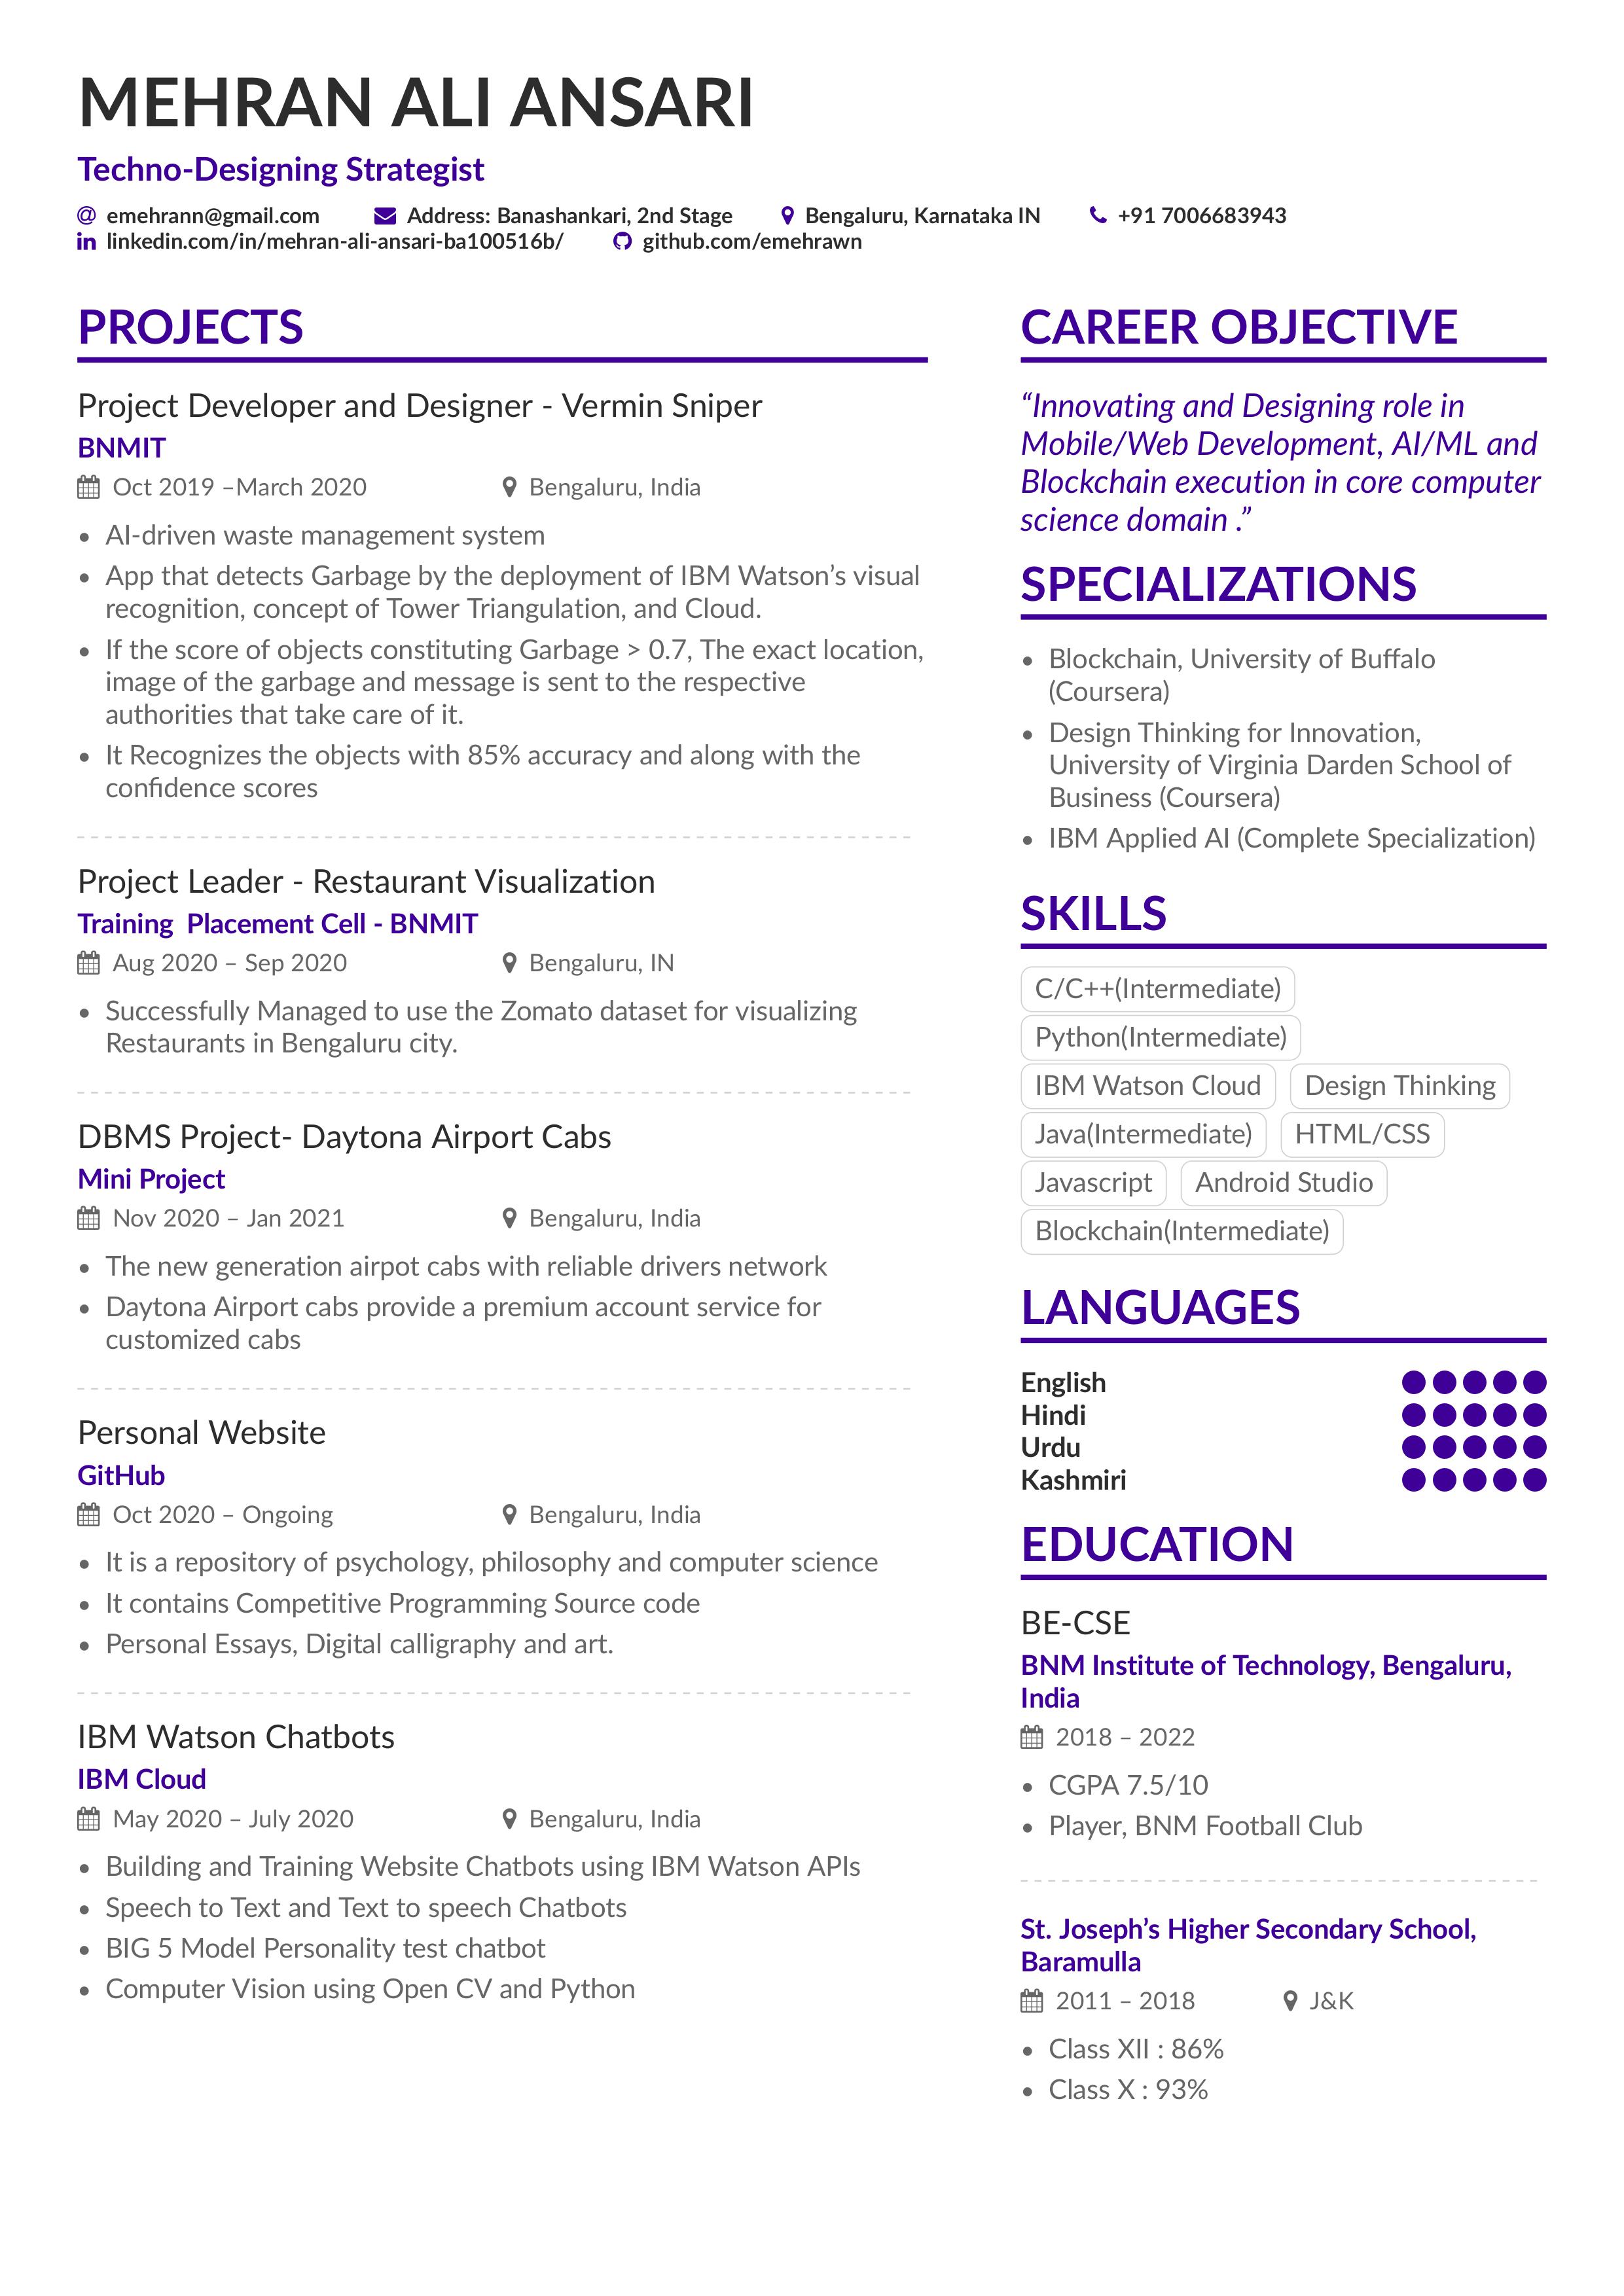 MEHRAN ALI ANSARI
Techno-Designing Strategist
emehrann@gmail.com Address: Banashankari, 2nd Stage Bengaluru, Karnataka IN +91 7006683943
linkedin.com/in/mehran-ali-ansari-ba100516b/ github.com/emehrawn
PROJECTS
Project Developer and Designer - Vermin Sniper
BNMIT
Oct 2019 –March 2020 Bengaluru, India
• AI-driven waste management system
• App that detects Garbage by the deployment of IBM Watson’s visual
recognition, concept of Tower Triangulation, and Cloud.
• If the score of objects constituting Garbage > 0.7, The exact location,
image of the garbage and message is sent to the respective
authorities that take care of it.
• It Recognizes the objects with 85% accuracy and along with the
confidence scores
Project Leader - Restaurant Visualization
Training Placement Cell - BNMIT
Aug 2020 – Sep 2020 Bengaluru, IN
• Successfully Managed to use the Zomato dataset for visualizing
Restaurants in Bengaluru city.
DBMS Project- Daytona Airport Cabs
Mini Project
Nov 2020 – Jan 2021 Bengaluru, India
• The new generation airpot cabs with reliable drivers network
• Daytona Airport cabs provide a premium account service for
customized cabs
Personal Website
GitHub
Oct 2020 – Ongoing Bengaluru, India
• It is a repository of psychology, philosophy and computer science
• It contains Competitive Programming Source code
• Personal Essays, Digital calligraphy and art.
IBM Watson Chatbots
IBM Cloud
May 2020 – July 2020 Bengaluru, India
• Building and Training Website Chatbots using IBM Watson APIs
• Speech to Text and Text to speech Chatbots
• BIG 5 Model Personality test chatbot
• Computer Vision using Open CV and Python
CAREER OBJECTIVE
“Innovating and Designing role in
Mobile/Web Development, AI/ML and
Blockchain execution in core computer
science domain .”
SPECIALIZATIONS
• Blockchain, University of Buffalo
(Coursera)
• Design Thinking for Innovation,
University of Virginia Darden School of
Business (Coursera)
• IBM Applied AI (Complete Specialization)
SKILLS
C/C++(Intermediate)
Python(Intermediate)
IBM Watson Cloud Design Thinking
Java(Intermediate) HTML/CSS
Javascript Android Studio
Blockchain(Intermediate)
LANGUAGES
English
Hindi
Urdu
Kashmiri
EDUCATION
BE-CSE
BNM Institute of Technology, Bengaluru,
India
2018 – 2022
• CGPA 7.5/10
• Player, BNM Football Club
St. Joseph’s Higher Secondary School,
Baramulla
2011 – 2018 J&K
• Class XII : 86%
• Class X : 93%